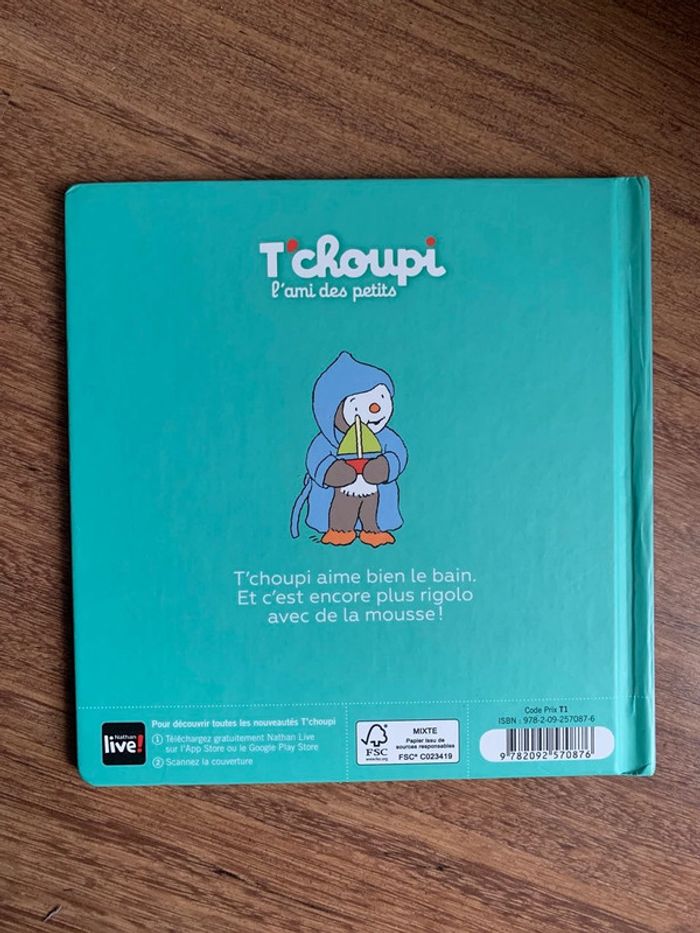 T'choupi
l'ami des petits
T'choupi aime bien le bain.
Et c'est encore plus rigolo
avec de la mousse !
Nathan
live!
Pour découvrir toutes les nouveautés T'choupi
1 Téléchargez gratuitement Nathan Live
sur l'App Store ou le Google Play Store
2 Scannez la couverture
FSC
www.fsc.org
MIXTE
Papier issu de
sources responsables
FSC® C023419
Code Prix T1
ISBN : 978-2-09-257087-6
9 782092 570876